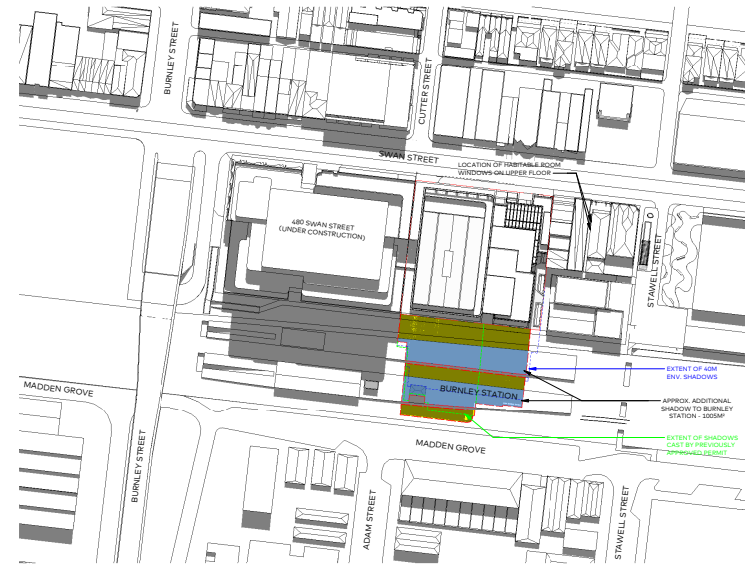 BURNLEY STREET
CUTTER STREET
SWAN STREET
LOCATION OF HABITABLE ROOM
WINDOWS ON UPPER FLOOR
480 SWAN STREET
(UNDER CONSTRUCTION)
STAWELL STREET
EXTENT OF 40M
ENV. SHADOWS
MADDEN GROVE
BURNLEY STATION
APPROX. ADDITIONAL
SHADOW TO BURNLEY
STATION - 1005M²
EXTENT OF SHADOWS
CAST BY PREVIOUSLY
APPROVED PERMIT
MADDEN GROVE
BURNLEY STREET
ADAM STREET
STAWELL STREET